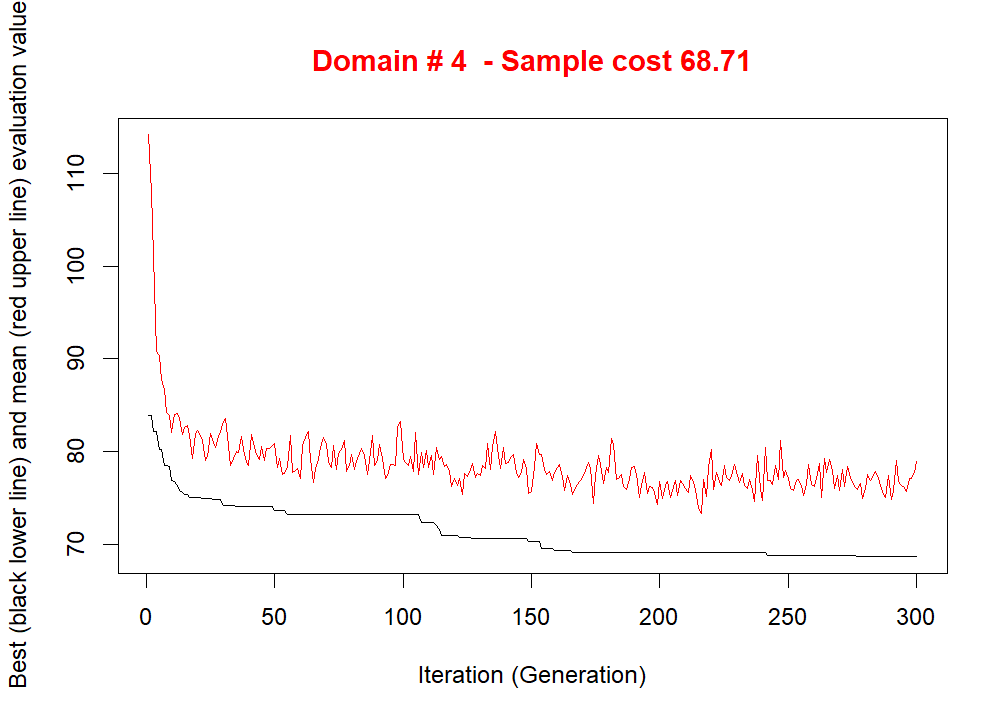 Domain # 4  - Sample cost 68.71
Best (black lower line) and mean (red upper line) evaluation value
110
100
90
80
70
0 50 100 150 200 250 300
Iteration (Generation)